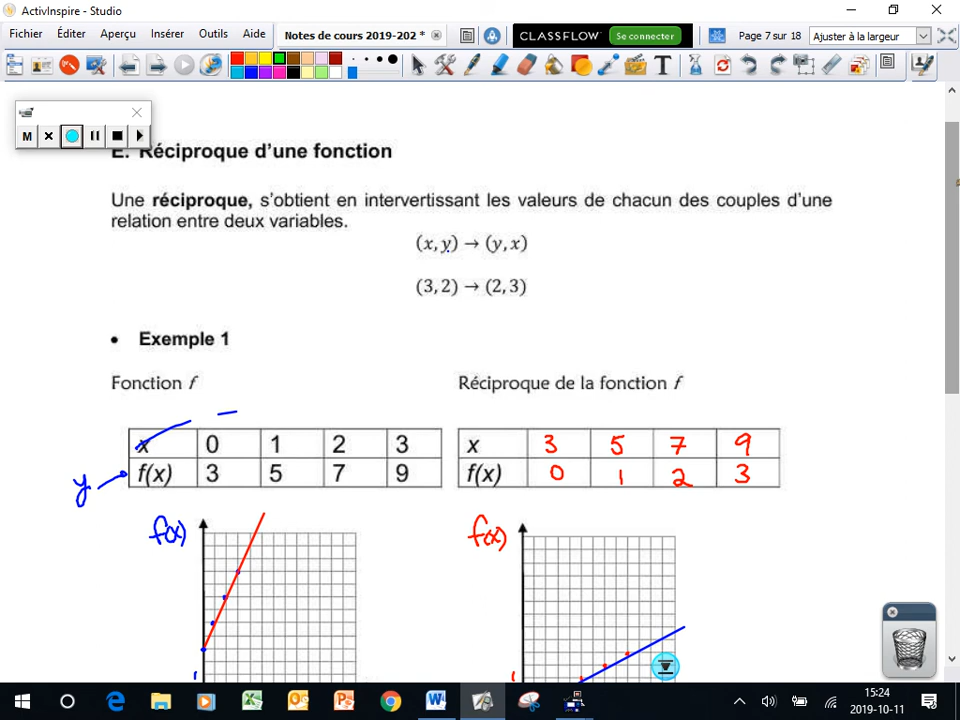 ActivInspire - Studio
Fichier Éditer Aperçu Insérer Outils Aide
Notes de cours 2019-202 *
CLASSFLOW Se connecter
Page 7 sur 18
Ajuster à la largeur
M
E. Réciproque d'une fonction
Une réciproque, s'obtient en intervertissant les valeurs de chacun des couples d'une
relation entre deux variables.
(x, y) → (y, x)
(3, 2) → (2, 3)
• Exemple 1
Fonction f
Réciproque de la fonction f
x 0 1 2 3
f(x) 3 5 7 9
x 3 5 7 9
f(x) 0 1 2 3
y
f(x)
f(x)
15:24
2019-10-11